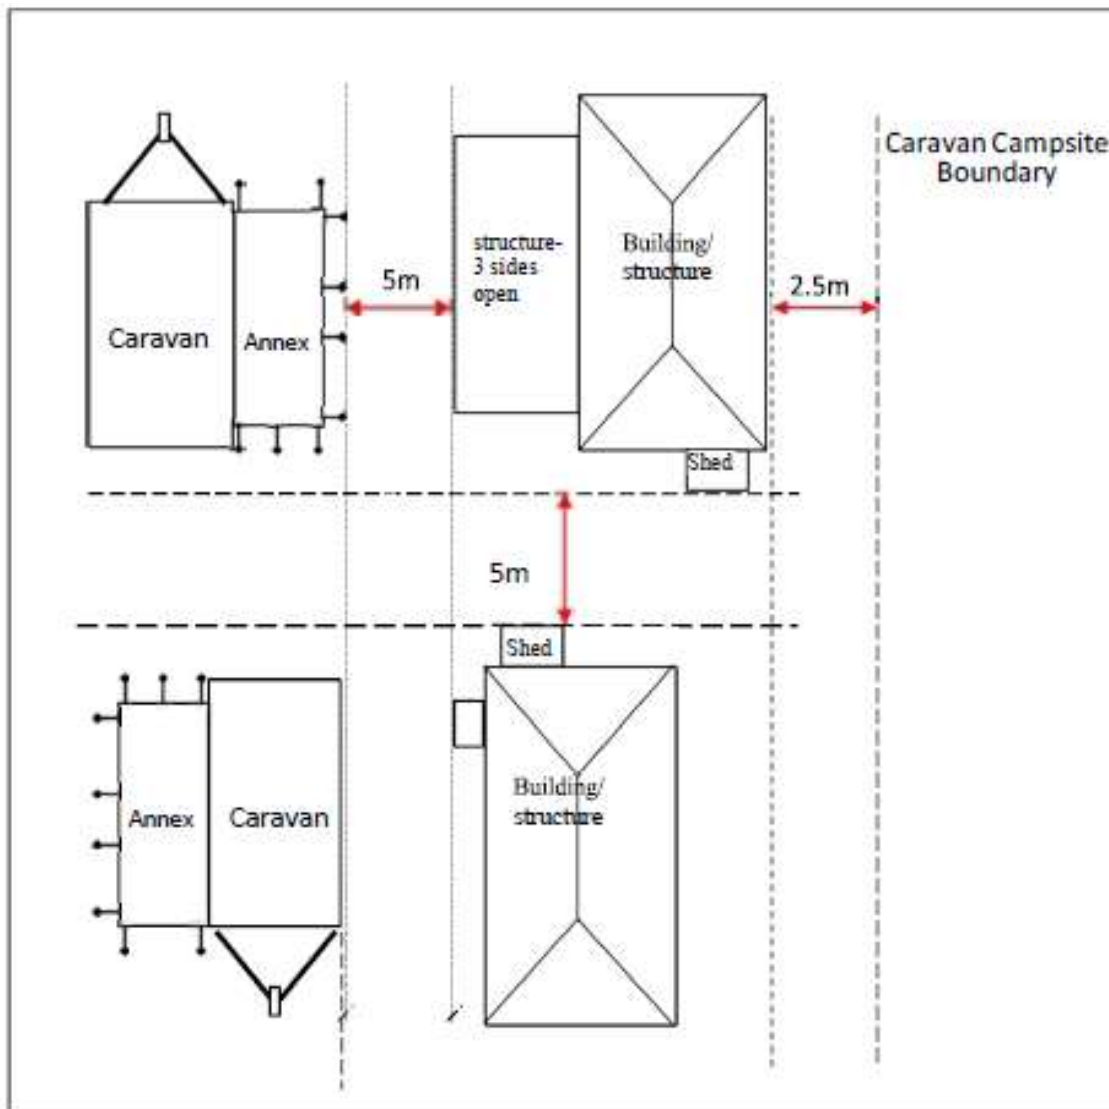 Caravan Campsite
Boundary
structure-
3 sides
open
Building/
structure
5m
2.5m
Caravan
Annex
Shed
5m
Shed
Building/
structure
Annex
Caravan